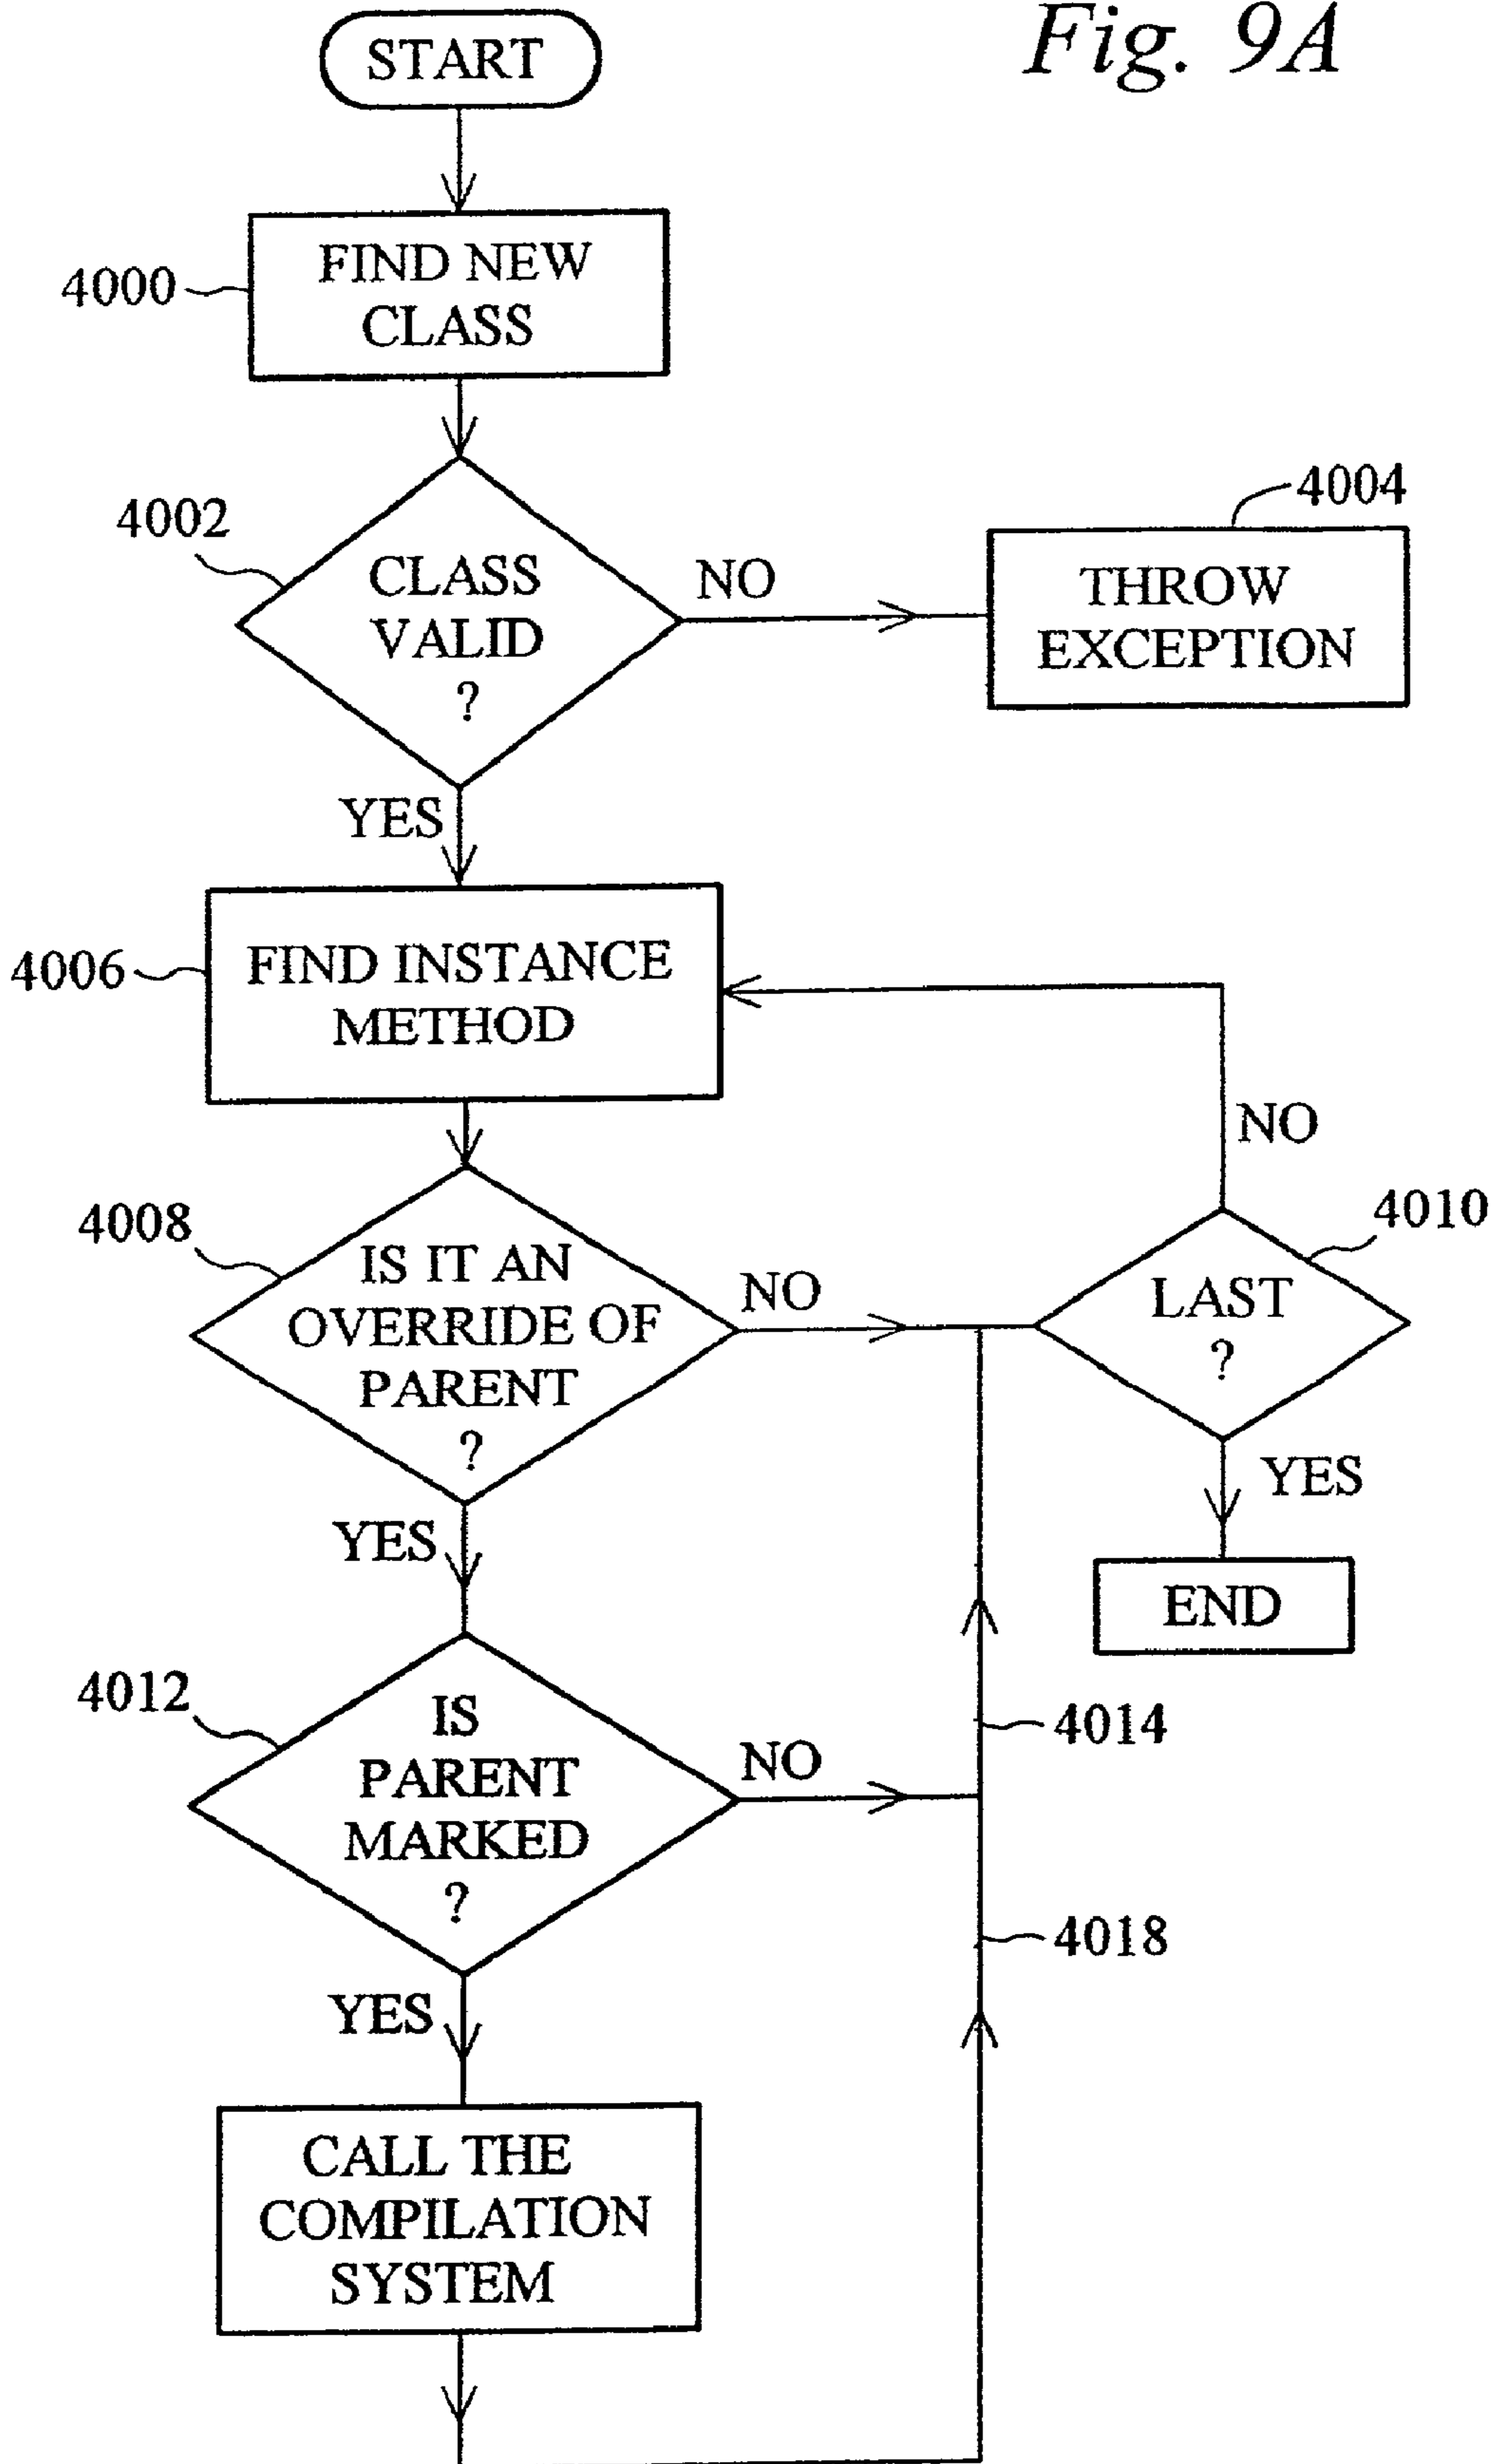 Fig. 9A
START
4000
FIND NEW
CLASS
4002
CLASS
VALID
?
NO
4004
THROW
EXCEPTION
YES
4006
FIND INSTANCE
METHOD
NO
4008
IS IT AN
OVERRIDE OF
PARENT
?
NO
4010
LAST
?
YES
END
YES
4012
IS
PARENT
MARKED
?
NO
4014
4018
YES
CALL THE
COMPILATION
SYSTEM